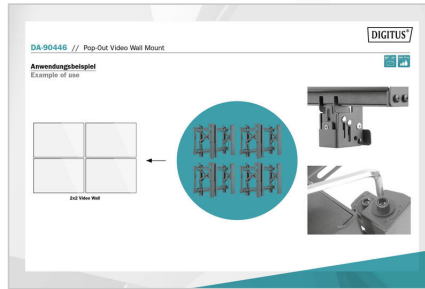 DIGITUS®
DA-90446 // Pop-Out Video Wall Mount
Anwendungsbeispiel
Example of use
2x2 Video Wall